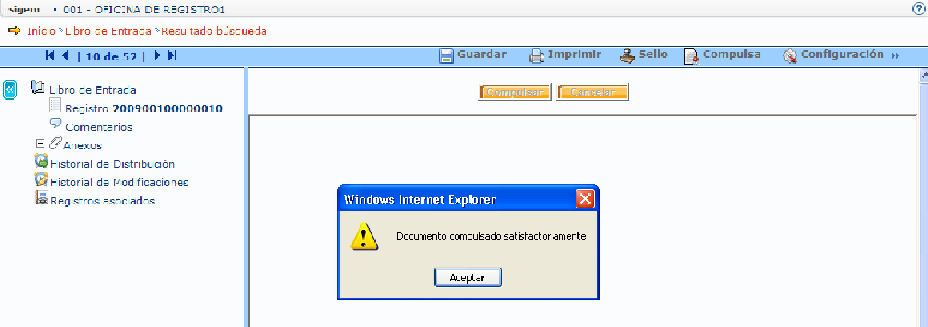 sigem • 001 - OFICINA DE REGISTRO1
Inicio > Libro de Entrada > Resultado búsqueda
| 10 de 57 | Guardar Imprimir Sello Compulsa Configuración »
Libro de Entrada
Compulsar Cancelar
Registro 200900100000010
Comentarios
Anexos
Historial de Distribución
Historial de Modificaciones
Registros asociados
Windows Internet Explorer
Documento compulsado satisfactoriamente
Aceptar